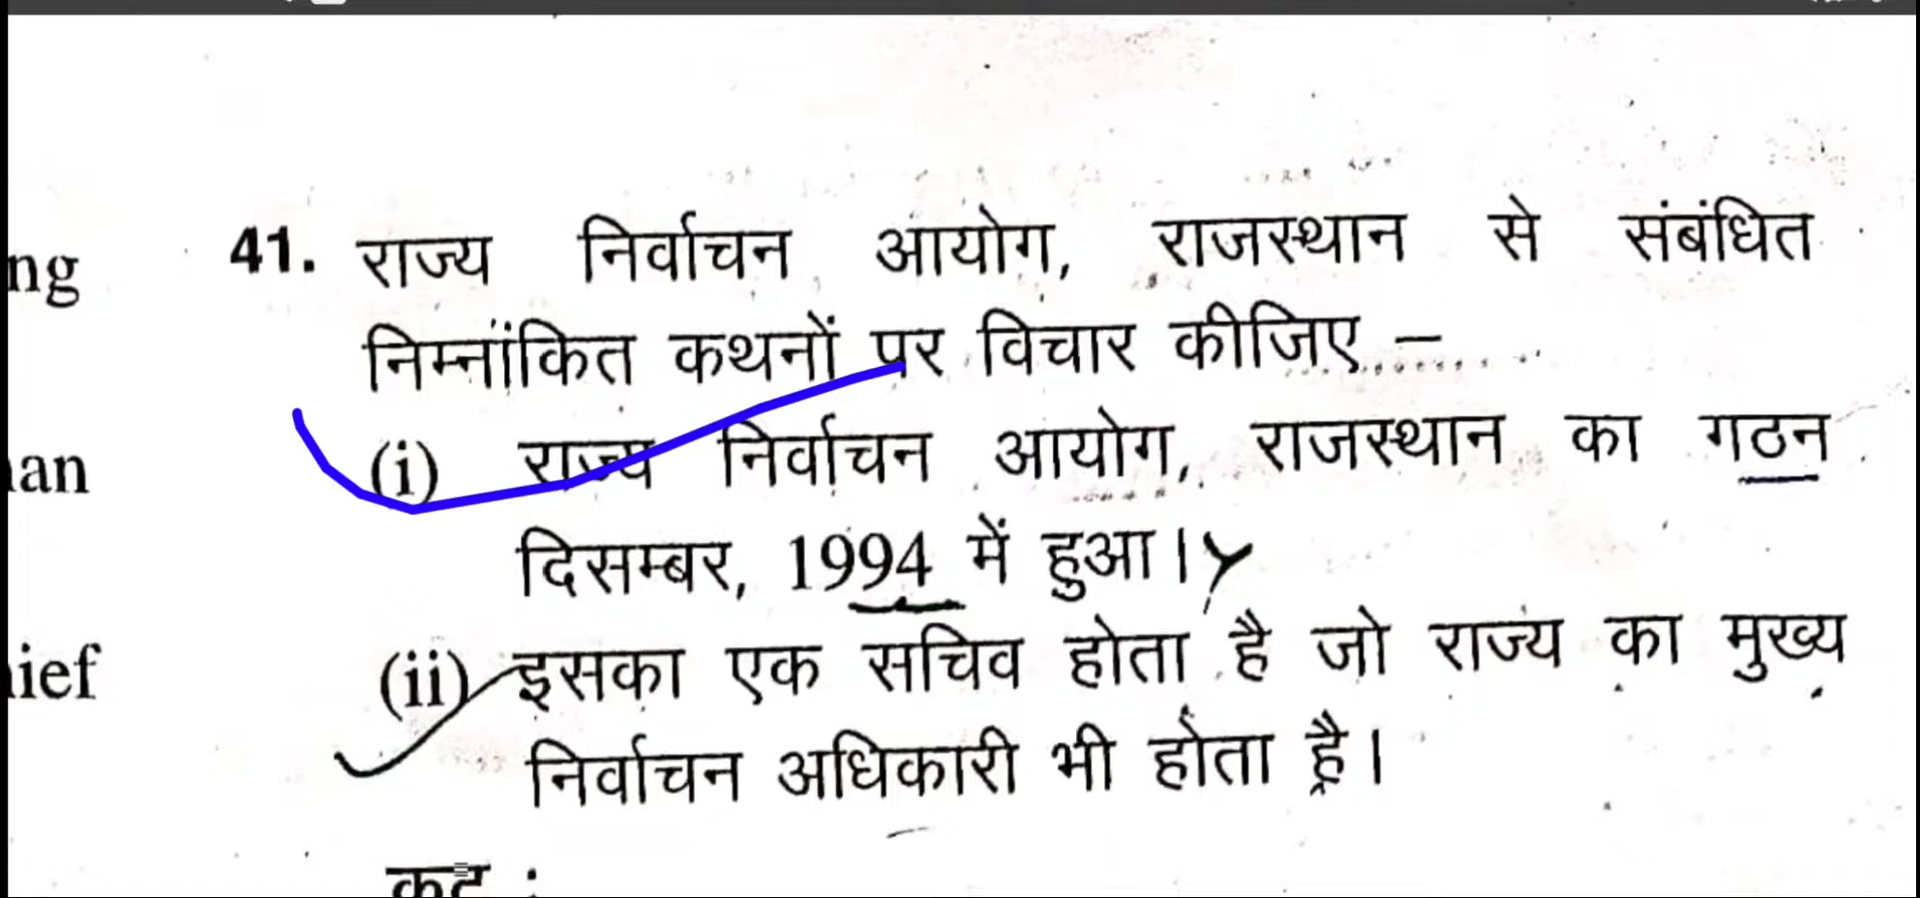 41. राज्य निर्वाचन आयोग, राजस्थान से संबंधित
निम्नांकित कथनों पर विचार कीजिए –
(i) राज्य निर्वाचन आयोग, राजस्थान का गठन
दिसम्बर, 1994 में हुआ।
(ii) इसका एक सचिव होता है जो राज्य का मुख्य
निर्वाचन अधिकारी भी होता है।
कूट :
ng
an
ief